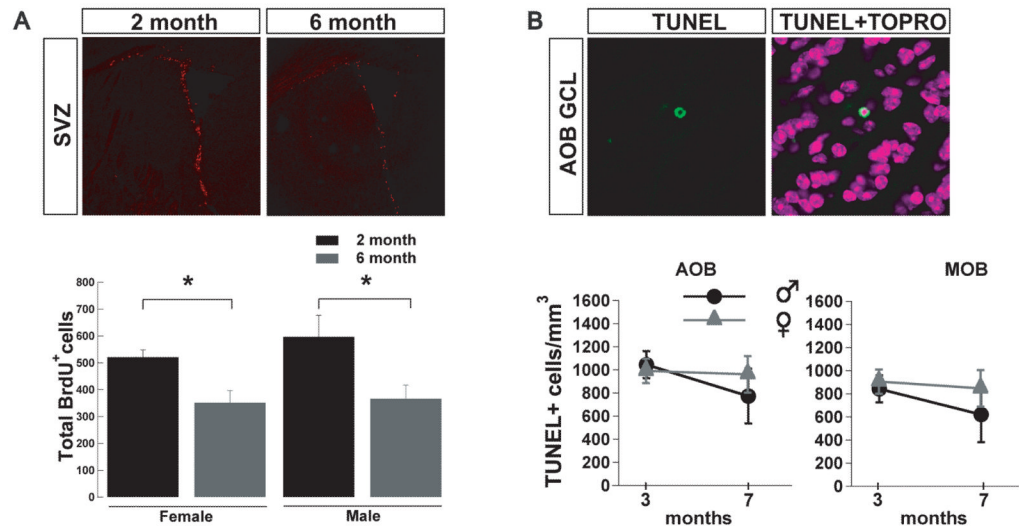 A
2 month
6 month
SVZ
2 month
6 month
Total BrdU+cells
800
700
600
500
400
300
200
100
0
*
*
Female
Male
B
TUNEL
TUNEL+TOPRO
AOB GCL
AOB
♂
♀
MOB
TUNEL+ cells/mm3
1600
1400
1200
1000
800
600
400
200
0
3
7
months
1600
1400
1200
1000
800
600
400
200
0
3
7
months